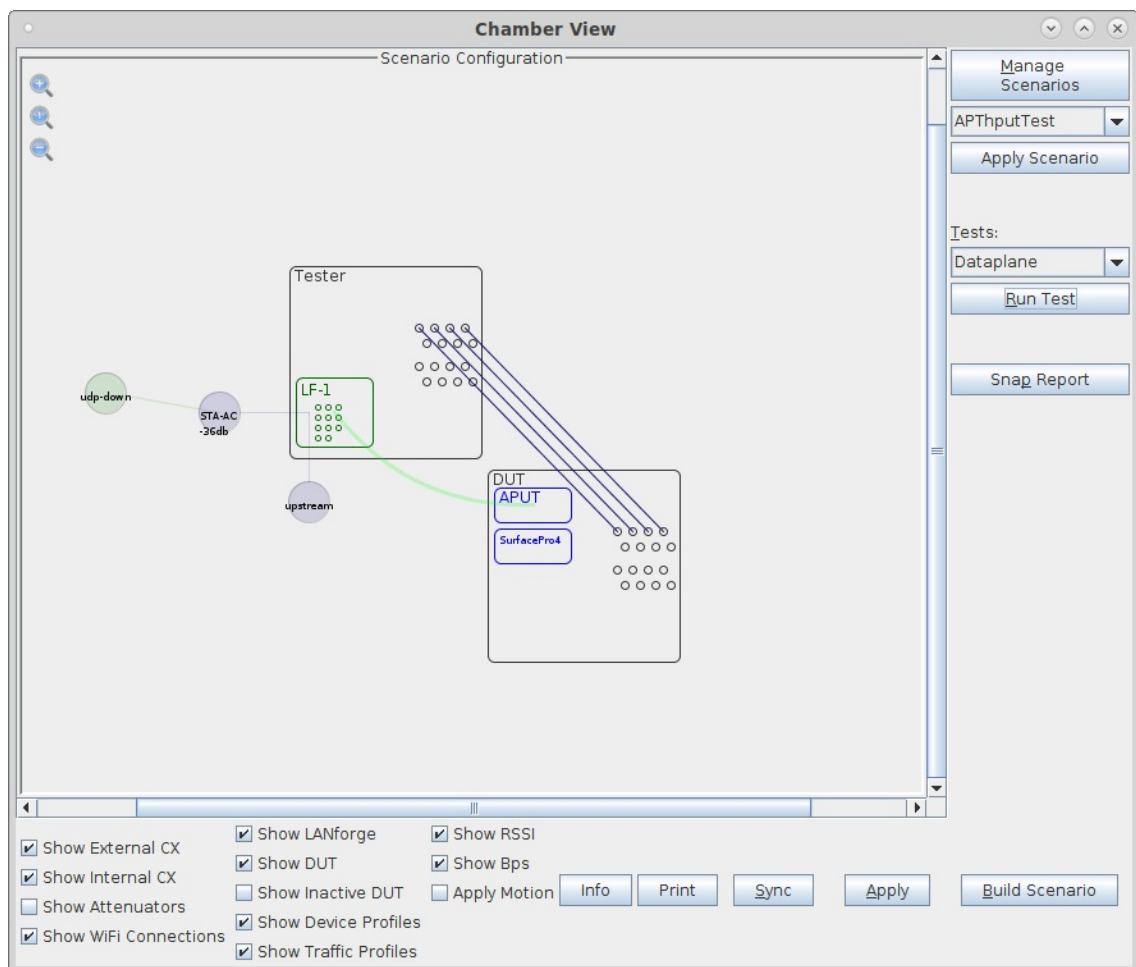 Chamber View
Scenario Configuration
Manage
Scenarios
APThputTest
Apply Scenario
Tests:
Dataplane
Run Test
Snap Report
Tester
LF-1
udp-down
STA-AC
-36db
upstream
DUT
APUT
SurfacePro4
Show External CX
Show Internal CX
Show Attenuators
Show WiFi Connections
Show LANforge
Show DUT
Show Inactive DUT
Show Device Profiles
Show Traffic Profiles
Show RSSI
Show Bps
Apply Motion
Info
Print
Sync
Apply
Build Scenario